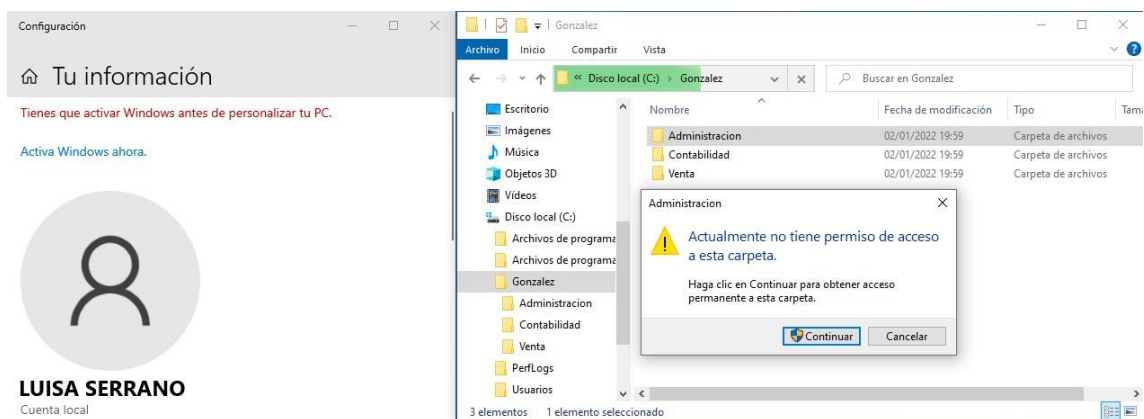 Configuración
Tu información
Tienes que activar Windows antes de personalizar tu PC.
Activa Windows ahora.
LUISA SERRANO
Cuenta local
Gonzalez
Archivo Inicio Compartir Vista
« Disco local (C:) > Gonzalez
Buscar en Gonzalez
Escritorio
Imágenes
Música
Objetos 3D
Vídeos
Disco local (C:)
Archivos de programa
Archivos de programa
Gonzalez
Administracion
Contabilidad
Venta
PerfLogs
Usuarios
Nombre Fecha de modificación Tipo Tam
Administracion 02/01/2022 19:59 Carpeta de archivos
Contabilidad 02/01/2022 19:59 Carpeta de archivos
Venta 02/01/2022 19:59 Carpeta de archivos
Administracion
Actualmente no tiene permiso de acceso
a esta carpeta.
Haga clic en Continuar para obtener acceso
permanente a esta carpeta.
Continuar Cancelar
3 elementos 1 elemento seleccionado